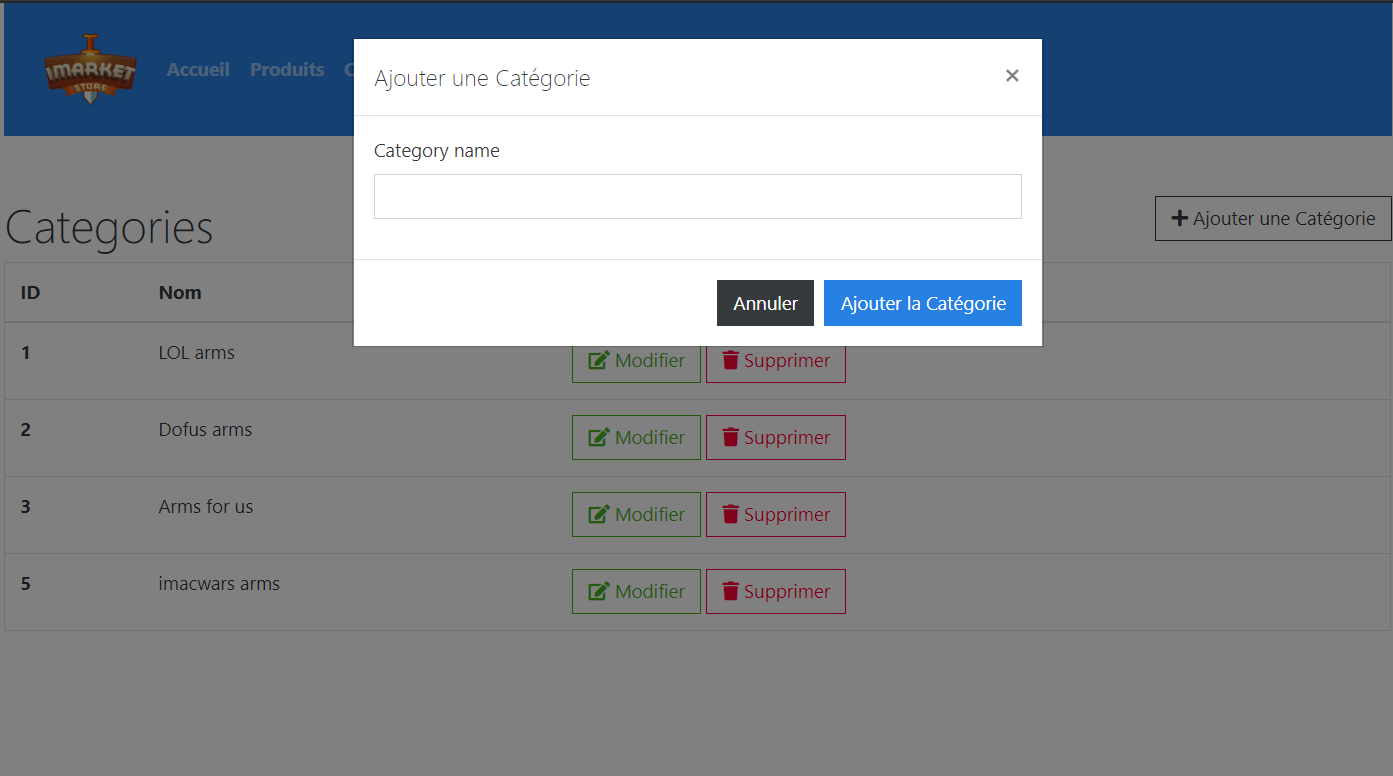 IMARKET
STORE
Accueil Produits C
Ajouter une Catégorie ×
Category name
Annuler Ajouter la Catégorie
Categories
Ajouter une Catégorie
ID Nom
1 LOL arms Modifier Supprimer
2 Dofus arms Modifier Supprimer
3 Arms for us Modifier Supprimer
5 imacwars arms Modifier Supprimer